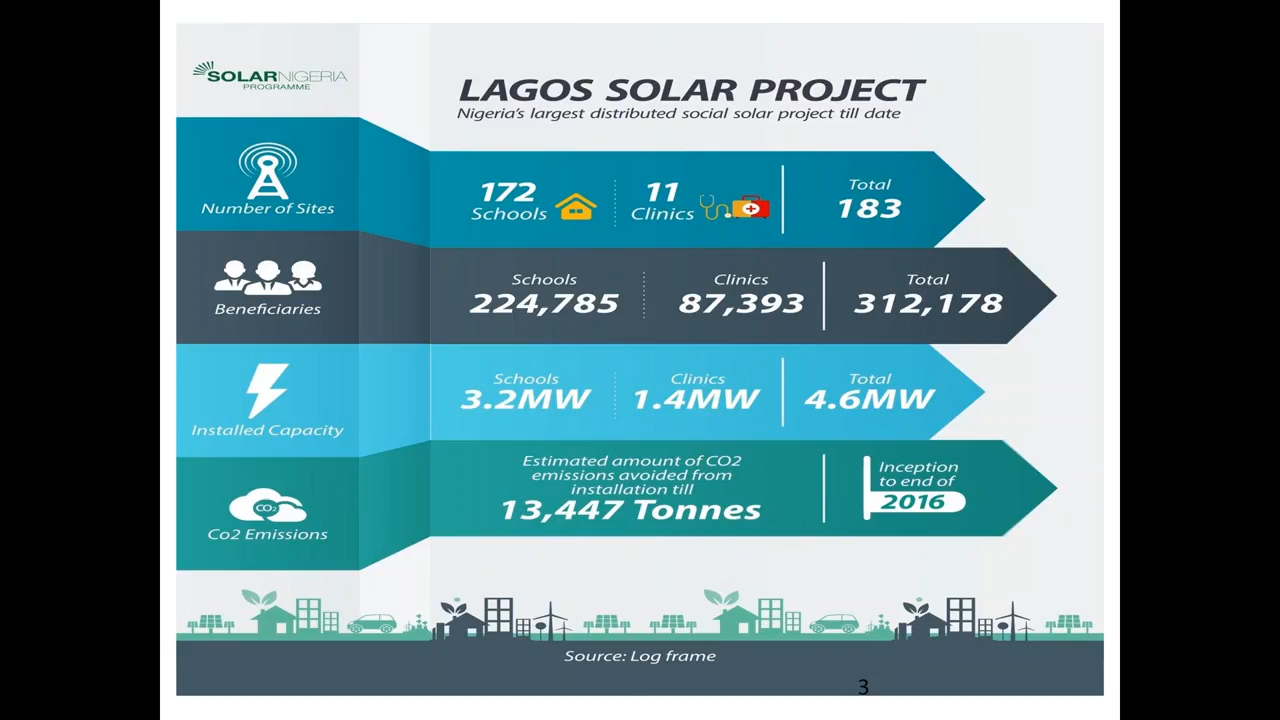 SOLARNIGERIA
PROGRAMME
LAGOS SOLAR PROJECT
Nigeria's largest distributed social solar project till date
Number of Sites
172
Schools
11
Clinics
Total
183
Beneficiaries
Schools
224,785
Clinics
87,393
Total
312,178
Installed Capacity
Schools
3.2MW
Clinics
1.4MW
Total
4.6MW
CO2
Co2 Emissions
Estimated amount of CO2
emissions avoided from
installation till
13,447 Tonnes
Inception
to end of
2016
Source: Log frame
3